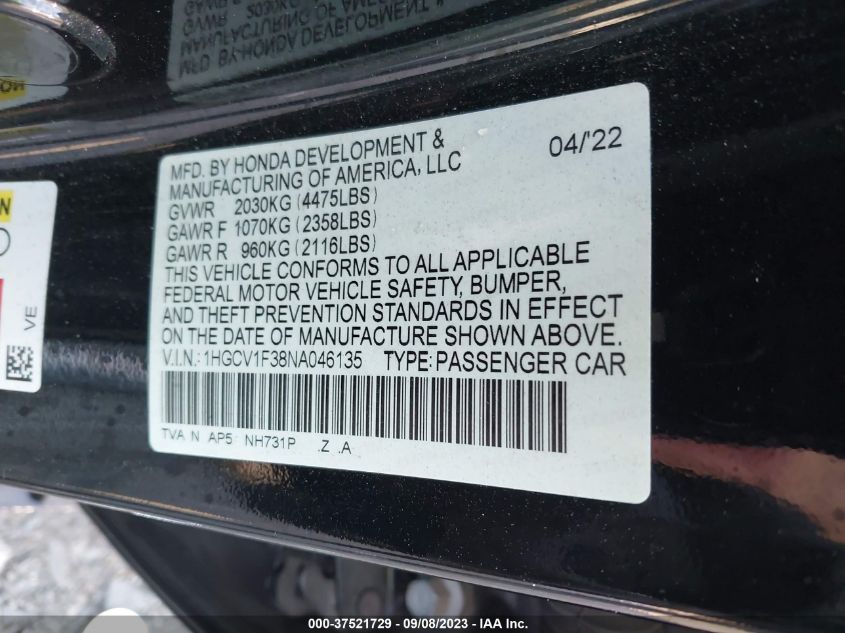 MFD. BY HONDA DEVELOPMENT &
MANUFACTURING OF AMERICA, LLC
04/'22
GVWR 2030KG (4475LBS)
GAWR F 1070KG (2358LBS)
GAWR R 960KG (2116LBS)
THIS VEHICLE CONFORMS TO ALL APPLICABLE
FEDERAL MOTOR VEHICLE SAFETY, BUMPER,
AND THEFT PREVENTION STANDARDS IN EFFECT
ON THE DATE OF MANUFACTURE SHOWN ABOVE.
V.I.N.: 1HGCV1F38NA046135 TYPE: PASSENGER CAR
TVA N AP5 NH731P .Z .A
VE
000-37521729 - 09/08/2023 - IAA Inc.